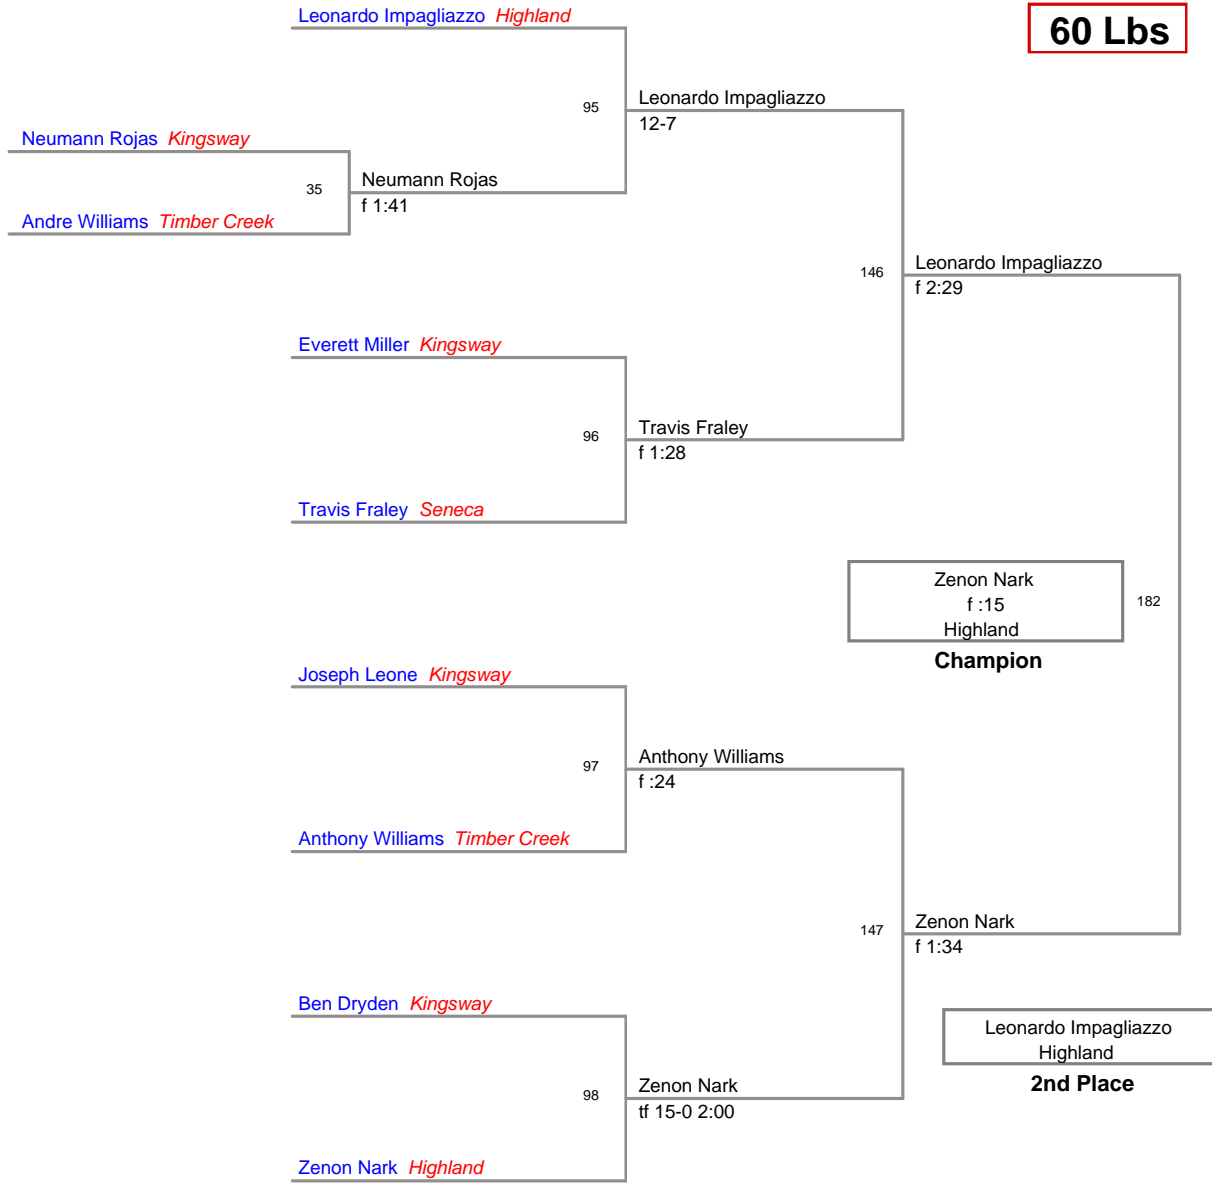 Leonardo Impagliazzo Highland
60 Lbs
95
Leonardo Impagliazzo
12-7
Neumann Rojas Kingsway
35
Neumann Rojas
f 1:41
Andre Williams Timber Creek
146
Leonardo Impagliazzo
f 2:29
Everett Miller Kingsway
96
Travis Fraley
f 1:28
Travis Fraley Seneca
Zenon Nark
f :15
Highland
182
Champion
Joseph Leone Kingsway
97
Anthony Williams
f :24
Anthony Williams Timber Creek
147
Zenon Nark
f 1:34
Ben Dryden Kingsway
Leonardo Impagliazzo
Highland
2nd Place
98
Zenon Nark
tf 15-0 2:00
Zenon Nark Highland